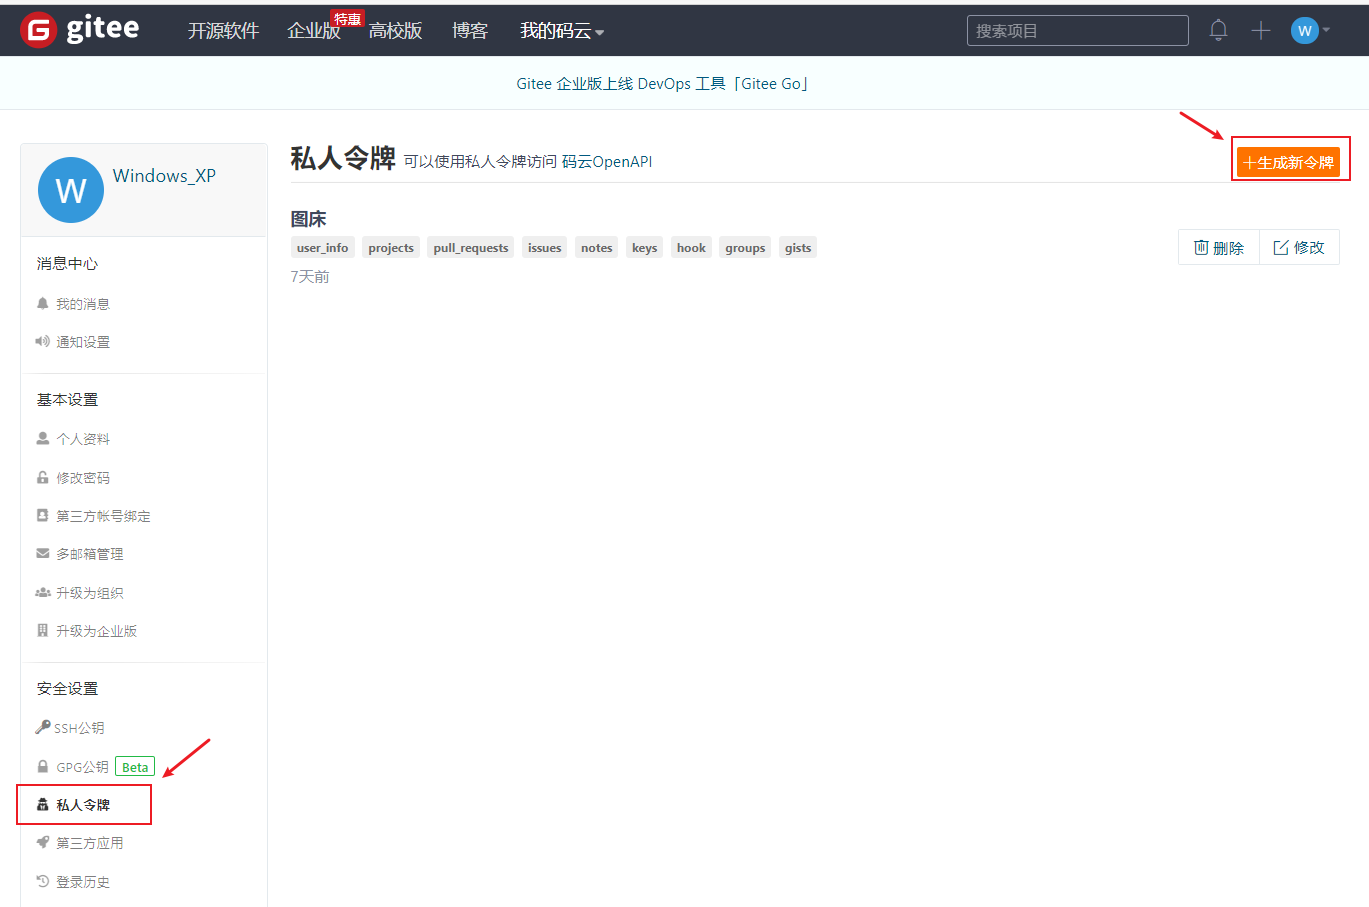 gitee 开源软件 企业版 特惠 高校版 博客 我的码云 搜索项目 W
Gitee 企业版上线 DevOps 工具「Gitee Go」
W Windows_XP
消息中心
我的消息
通知设置
基本设置
个人资料
修改密码
第三方帐号绑定
多邮箱管理
升级为组织
升级为企业版
安全设置
SSH公钥
GPG公钥 Beta
私人令牌
第三方应用
登录历史
私人令牌 可以使用私人令牌访问 码云OpenAPI
+生成新令牌
图床
user_info projects pull_requests issues notes keys hook groups gists
7天前
删除 修改